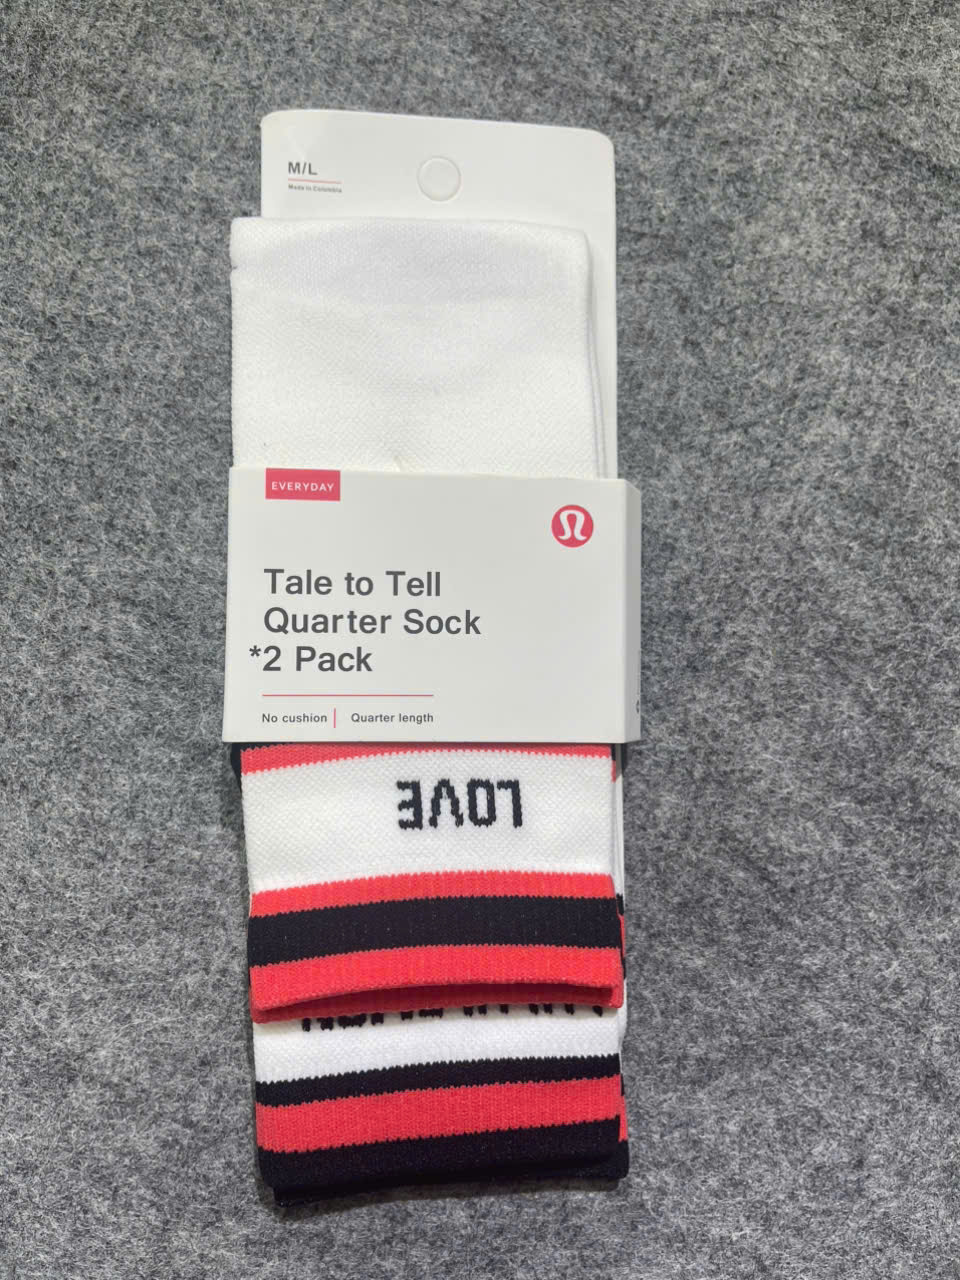 M/L
Made in Colombia
EVERYDAY
Tale to Tell
Quarter Sock
*2 Pack
No cushion | Quarter length
LOVE